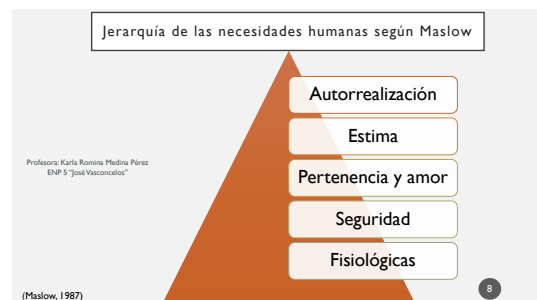 Jerarquía de las necesidades humanas según Maslow
Autorrealización
Estima
Profesora: Karla Romina Medina Pérez
ENP 5 "José Vasconcelos"
Pertenencia y amor
Seguridad
Fisiológicas
(Maslow, 1987)
8